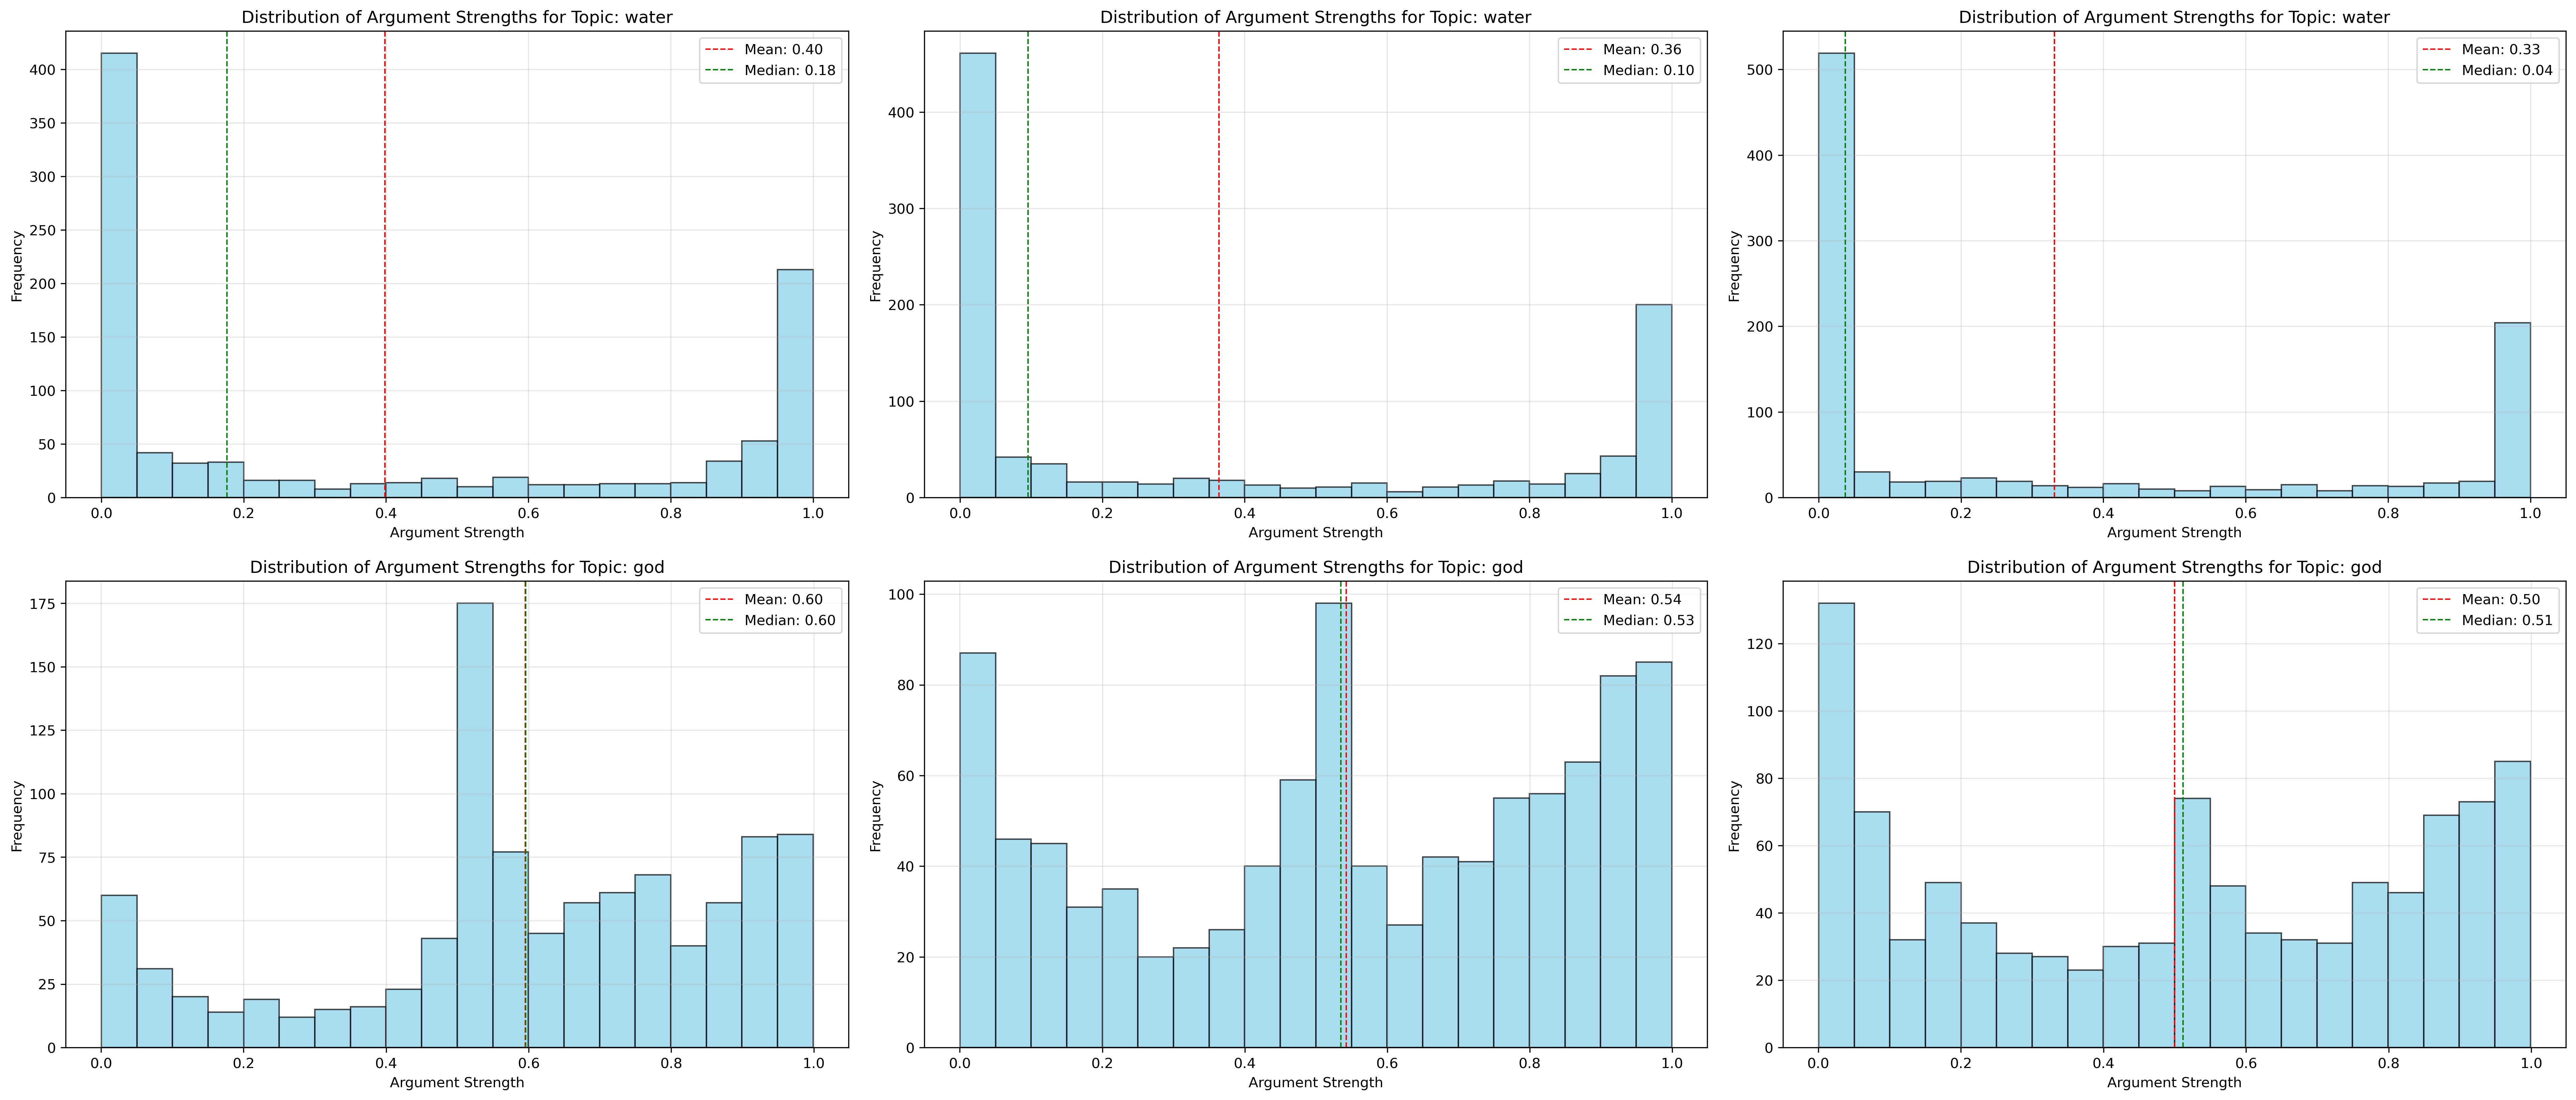 Distribution of Argument Strengths for Topic: water
Mean: 0.40
Median: 0.18
400
350
300
250
200
150
100
50
0
Frequency
0.0 0.2 0.4 0.6 0.8 1.0
Argument Strength
Distribution of Argument Strengths for Topic: water
Mean: 0.36
Median: 0.10
400
300
200
100
0
Frequency
0.0 0.2 0.4 0.6 0.8 1.0
Argument Strength
Distribution of Argument Strengths for Topic: water
Mean: 0.33
Median: 0.04
500
400
300
200
100
0
Frequency
0.0 0.2 0.4 0.6 0.8 1.0
Argument Strength
Distribution of Argument Strengths for Topic: god
Mean: 0.60
Median: 0.60
175
150
125
100
75
50
25
0
Frequency
0.0 0.2 0.4 0.6 0.8 1.0
Argument Strength
Distribution of Argument Strengths for Topic: god
Mean: 0.54
Median: 0.53
100
80
60
40
20
0
Frequency
0.0 0.2 0.4 0.6 0.8 1.0
Argument Strength
Distribution of Argument Strengths for Topic: god
Mean: 0.50
Median: 0.51
120
100
80
60
40
20
0
Frequency
0.0 0.2 0.4 0.6 0.8 1.0
Argument Strength